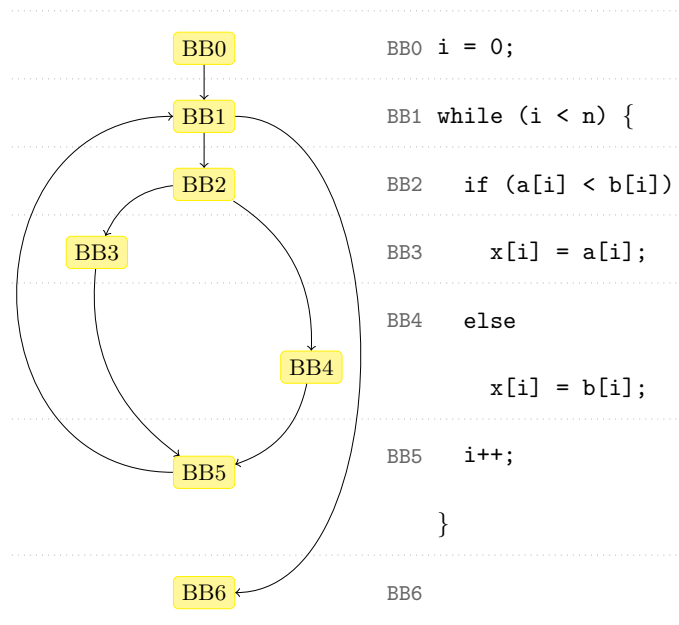 BB0 BB0 i = 0;
BB1 BB1 while (i < n) {
BB2 BB2 if (a[i] < b[i])
BB3 BB3 x[i] = a[i];
BB4 else
BB4
x[i] = b[i];
BB5 BB5 i++;
}
BB6 BB6